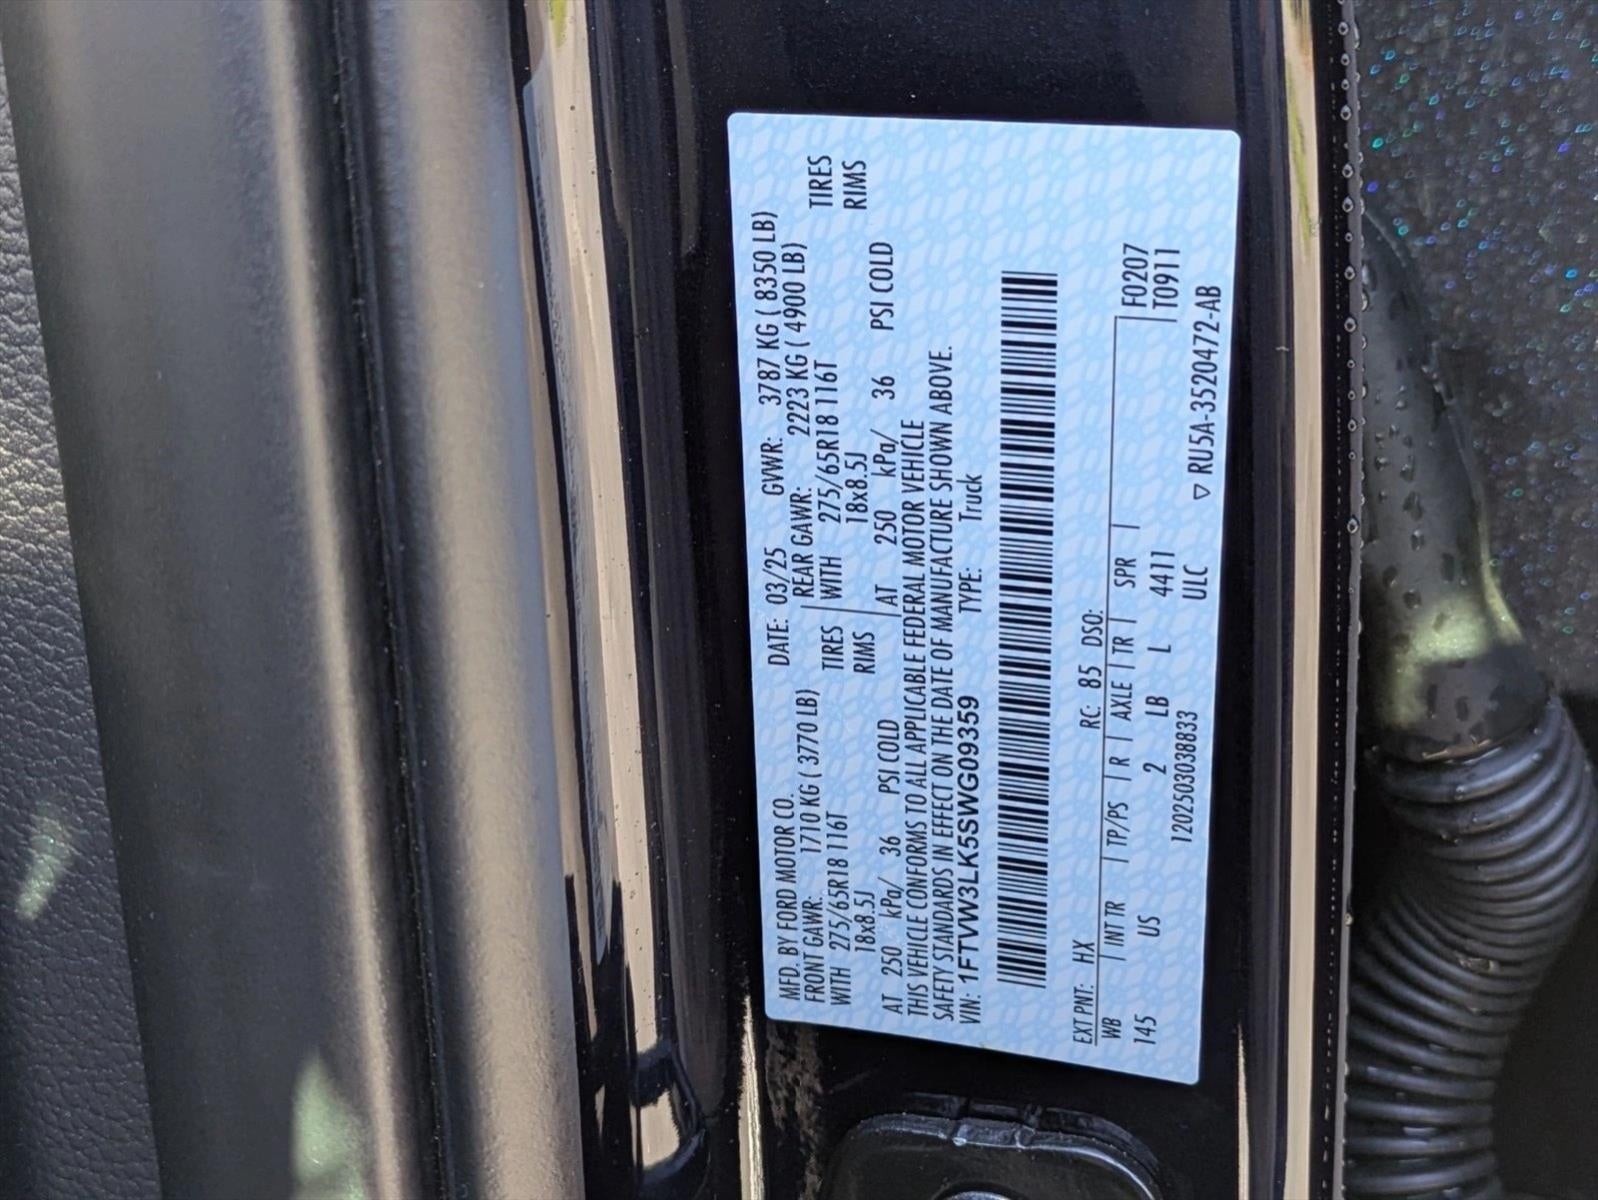 MFD. BY FORD MOTOR CO. DATE: 03/25 GVWR: 3787 KG ( 8350 LB)
FRONT GAWR: 1710 KG ( 3770 LB) REAR GAWR: 2223 KG ( 4900 LB)
WITH 275/65R18 116T TIRES WITH 275/65R18 116T TIRES
18x8.5J RIMS 18x8.5J RIMS
AT 250 kPa/ 36 PSI COLD AT 250 kPa/ 36 PSI COLD
THIS VEHICLE CONFORMS TO ALL APPLICABLE FEDERAL MOTOR VEHICLE
SAFETY STANDARDS IN EFFECT ON THE DATE OF MANUFACTURE SHOWN ABOVE.
VIN: 1FTVW3LK5SWG09359 TYPE: Truck
EXT PNT: HX RC: 85 DSO:
WB INT TR TP/PS R AXLE TR SPR F0207
145 US 2 LB L 4411 T0911
1202503038833 ULC ▽ RU5A-3520472-AB